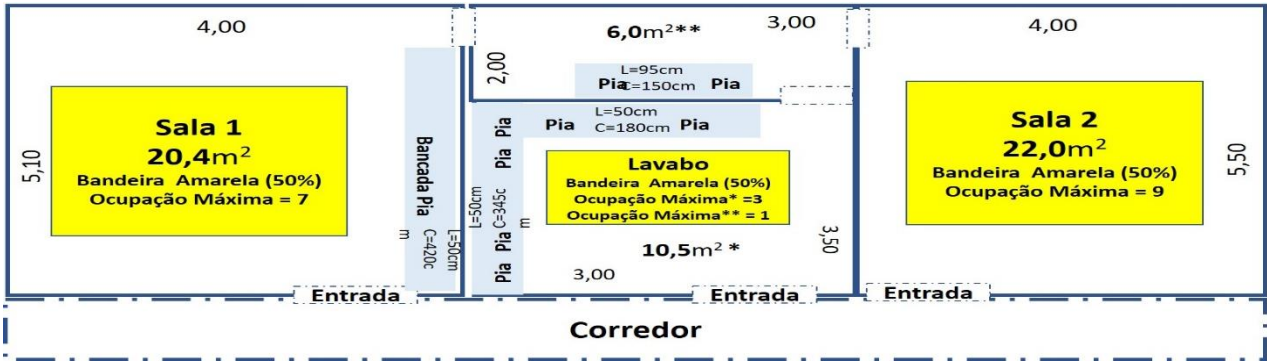 4,00
5,10
Sala 1
20,4m²
Bandeira Amarela (50%)
Ocupação Máxima = 7
Bancada Pia
L=50cm
C=420c
m
6,0m²**
3,00
2,00
L=95cm
Pia C=150cm Pia
L=50cm
Pia C=180cm Pia
Pia Pia Pia Pia
L=50cm
C=345c
m
Lavabo
Bandeira Amarela (50%)
Ocupação Máxima* =3
Ocupação Máxima** = 1
10,5m² *
3,00
3,50
4,00
Sala 2
22,0m²
Bandeira Amarela (50%)
Ocupação Máxima = 9
5,50
Entrada
Entrada
Entrada
Corredor